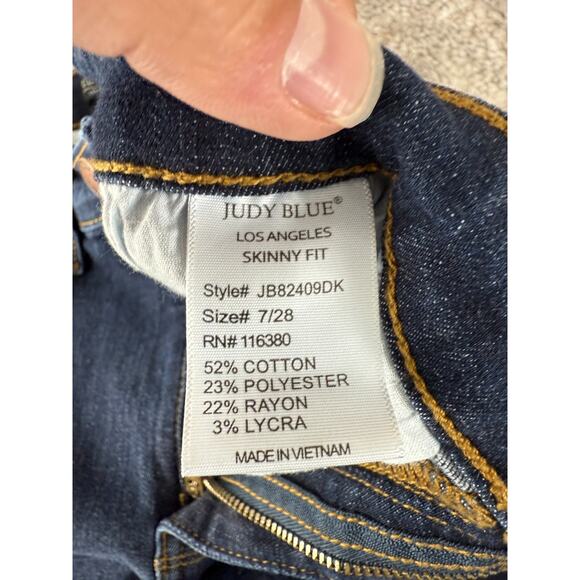 JUDY BLUE®
LOS ANGELES
SKINNY FIT
Style# JB82409DK
Size# 7/28
RN# 116380
52% COTTON
23% POLYESTER
22% RAYON
3% LYCRA
MADE IN VIETNAM